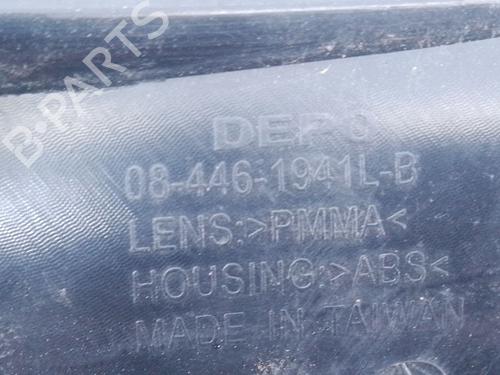 B-PARTS
DEPO
08-446-1941L-B
LENS:>PMMA<
HOUSING:>ABS<
MADE IN TAIWAN